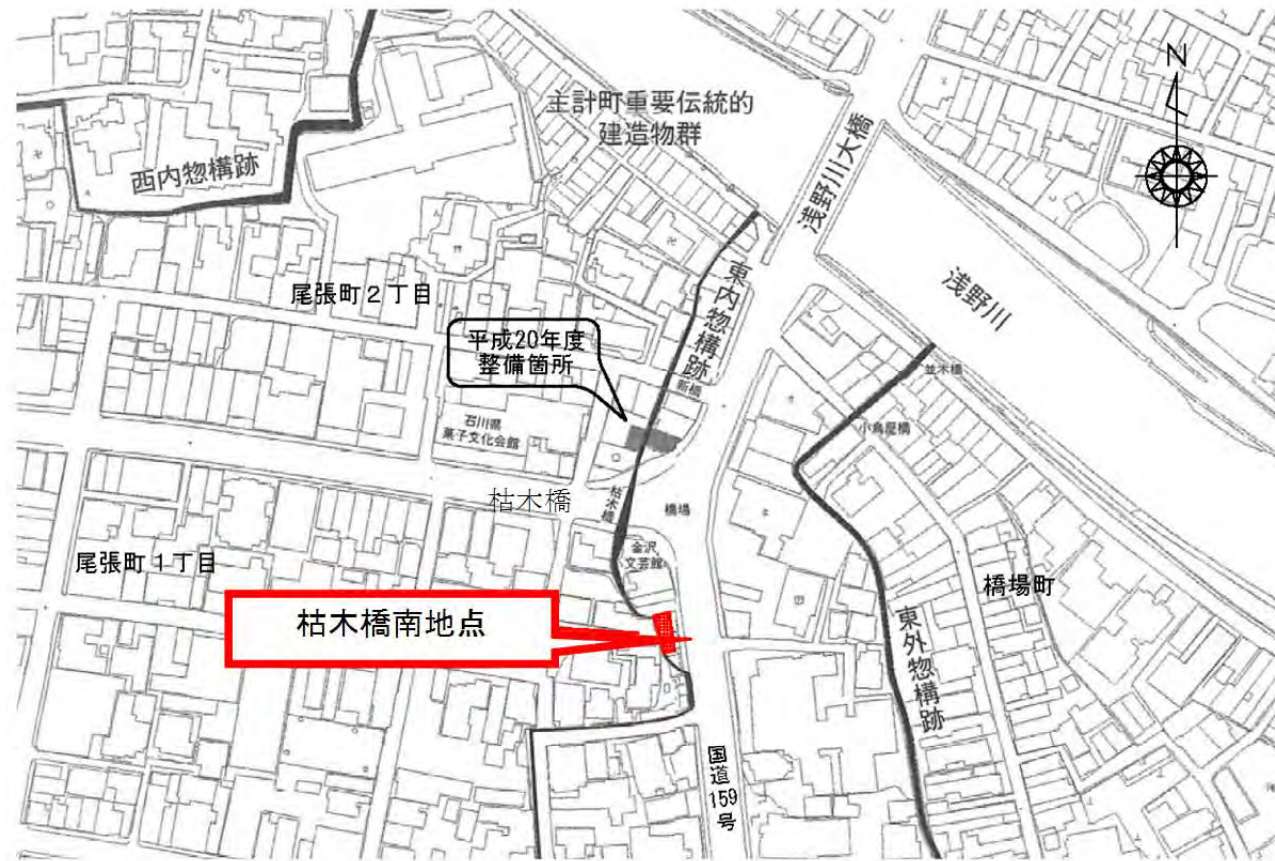 N
主計町重要伝統的
建造物群
浅野川大橋
西内惣構跡
東内惣構跡
浅野川
尾張町2丁目
平成20年度
整備箇所
新橋
並木橋
小鳥屋橋
石川県
菓子文化会館
枯木橋
枯木橋
橋場
金沢
文芸館
尾張町1丁目
橋場町
枯木橋南地点
東外惣構跡
国道159号